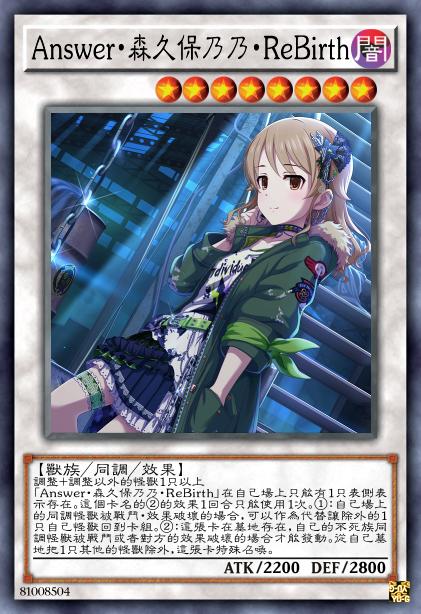 Answer·森久保乃乃·ReBirth 闇
individual
【獸族/同調/效果】
調整+調整以外的怪獸1只以上
「Answer·森久保乃乃·ReBirth」在自己場上只能有1只表側表
示存在。這個卡名的②的效果1回合只能使用1次。①:自己場上
的同調怪獸被戰鬥·效果破壞的場合,可以作為代替讓除外的1
只自己怪獸回到卡組。②:這張卡在墓地存在,自己的不死族同
調怪獸被戰鬥或者對方的效果破壞的場合才能發動。從自己墓
地把1只其他的怪獸除外,這張卡特殊召喚。
ATK/2200 DEF/2800
81008504